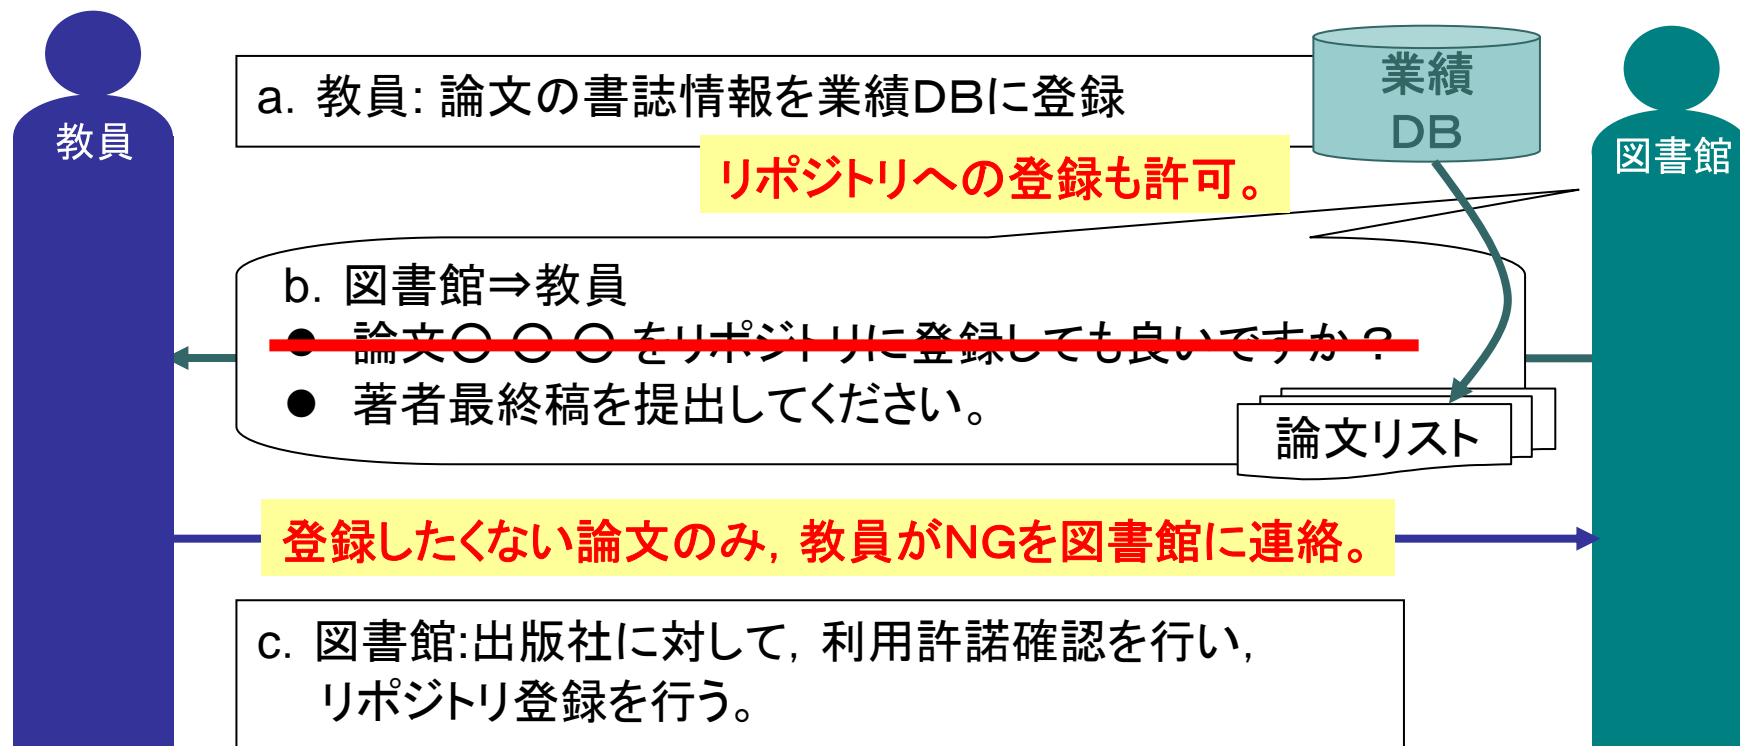 教員
a. 教員: 論文の書誌情報を業績DBに登録
業績
DB
図書館
リポジトリへの登録も許可。
b. 図書館⇒教員
● 論文〇〇〇をリポジトリに登録しても良いですか？
● 著者最終稿を提出してください。
論文リスト
登録したくない論文のみ, 教員がNGを図書館に連絡。
c. 図書館:出版社に対して, 利用許諾確認を行い,
リポジトリ登録を行う。